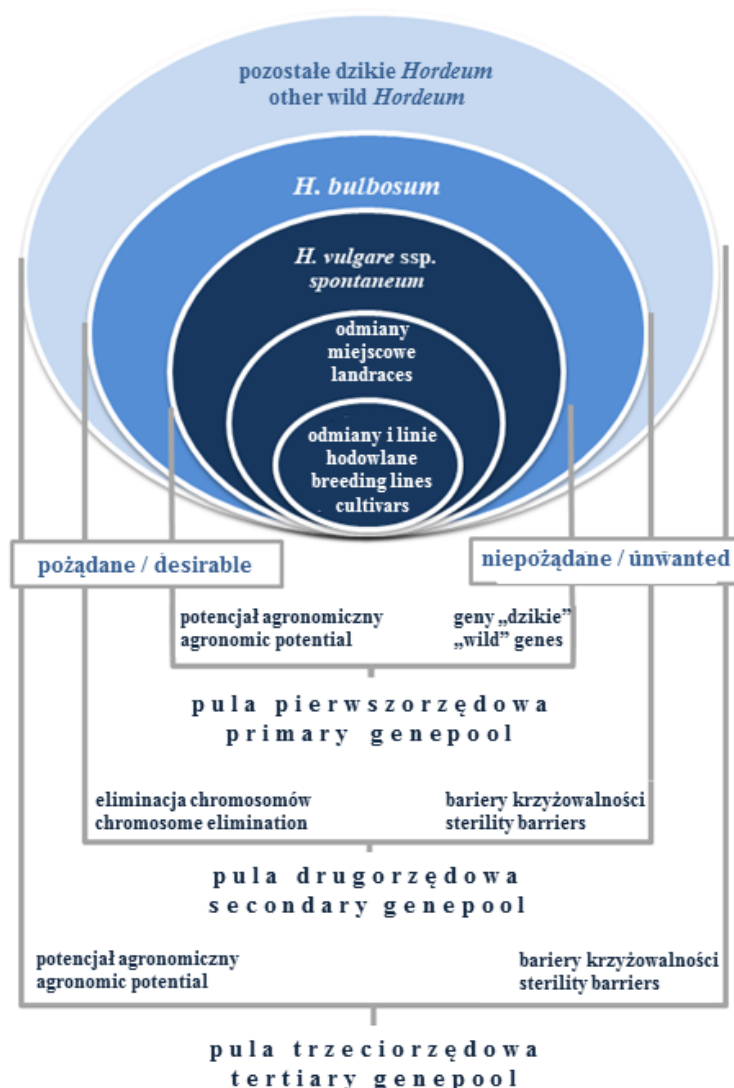 pozostałe dzikie Hordeum
other wild Hordeum
H. bulbosum
H. vulgare ssp.
spontaneum
odmiany
miejscowe
landraces
odmiany i linie
hodowlane
breeding lines
cultivars
pożądane / desirable
niepożądane / unwanted
potencjał agronomiczny
agronomic potential
geny „dzikie”
„wild” genes
pula pierwszorzędowa
primary genepool
eliminacja chromosomów
chromosome elimination
bariery krzyżowalności
sterility barriers
pula drugorzędowa
secondary genepool
potencjał agronomiczny
agronomic potential
bariery krzyżowalności
sterility barriers
pula trzeciorzędowa
tertiary genepool